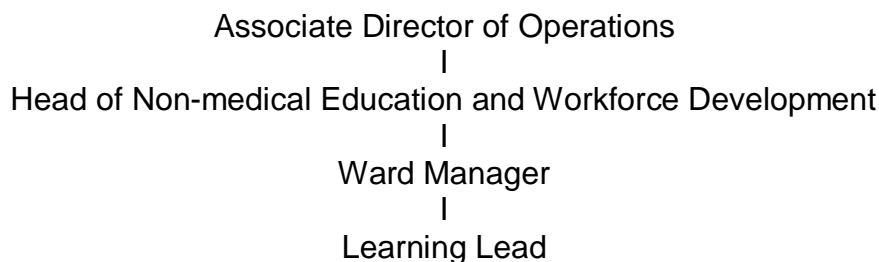 Associate Director of Operations
I
Head of Non-medical Education and Workforce Development
I
Ward Manager
I
Learning Lead